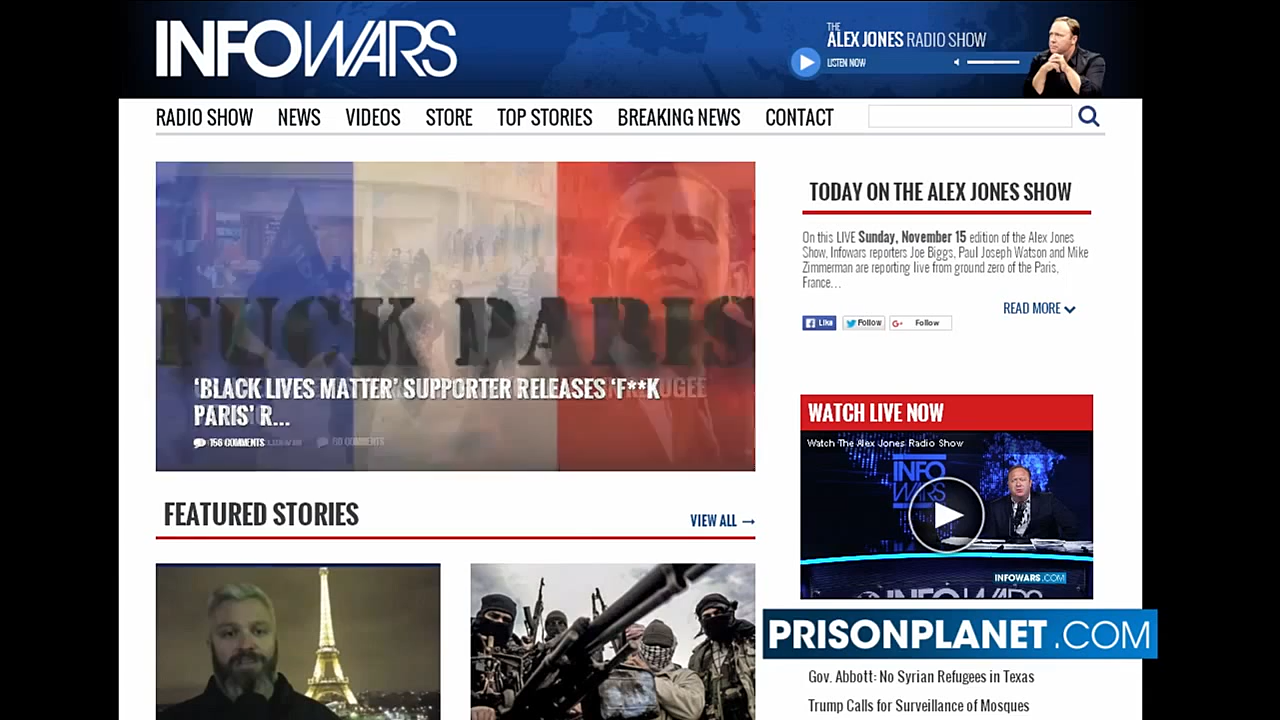 INFOWARS
THE
ALEX JONES RADIO SHOW
LISTEN NOW
RADIO SHOW NEWS VIDEOS STORE TOP STORIES BREAKING NEWS CONTACT
FUCK PARIS
'BLACK LIVES MATTER' SUPPORTER RELEASES 'F**K
PARIS' R...
156 COMMENTS
TODAY ON THE ALEX JONES SHOW
On this LIVE Sunday, November 15 edition of the Alex Jones
Show, Infowars reporters Joe Biggs, Paul Joseph Watson and Mike
Zimmerman are reporting live from ground zero of the Paris,
France...
READ MORE
Like Follow Follow
FEATURED STORIES
VIEW ALL →
WATCH LIVE NOW
Watch The Alex Jones Radio Show
INFO
WARS
INFOWARS.COM
INFOWARS
PRISONPLANET.COM
Gov. Abbott: No Syrian Refugees in Texas
Trump Calls for Surveillance of Mosques